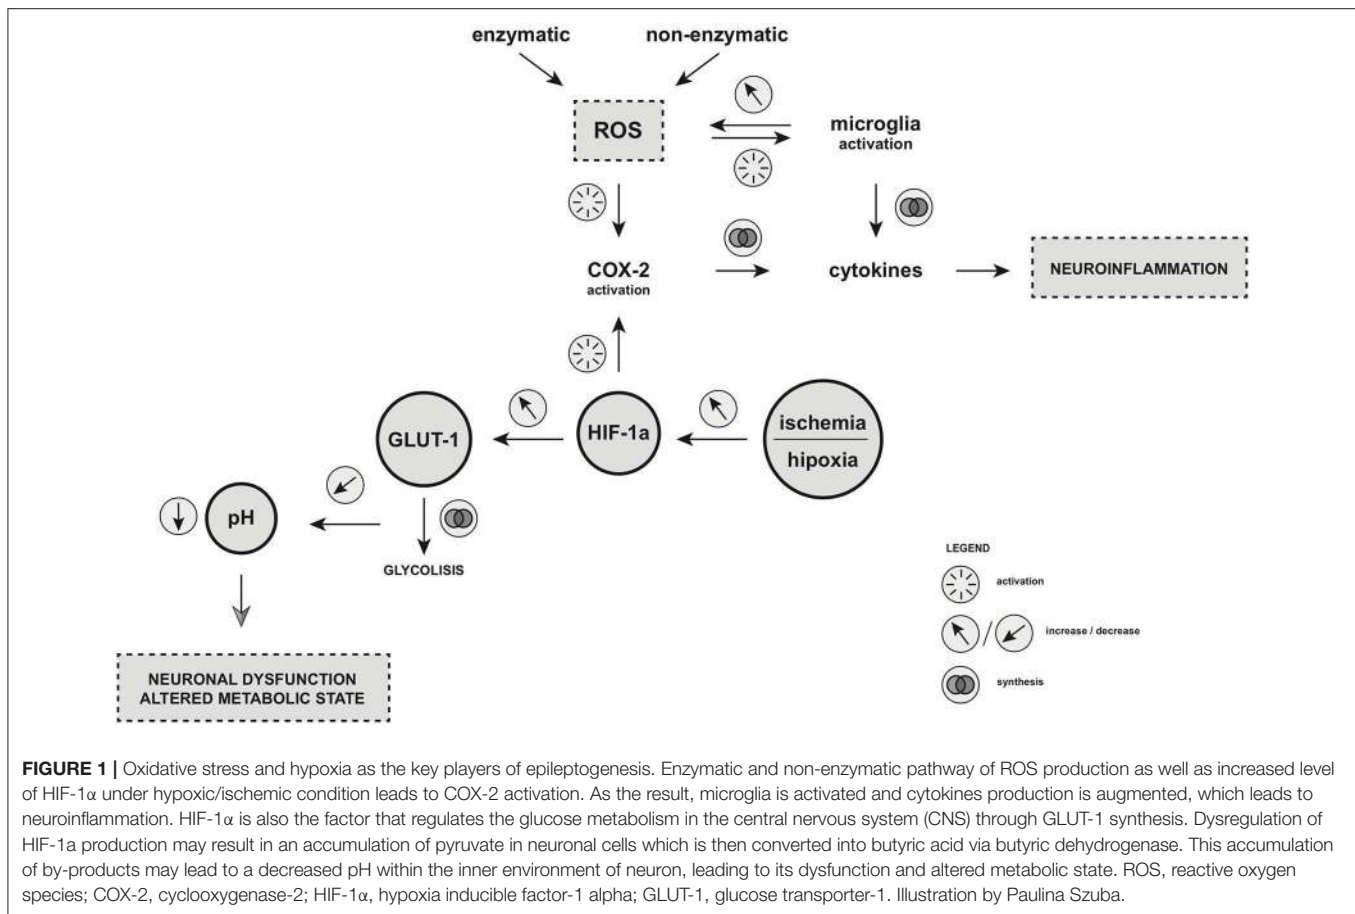 enzymatic
non-enzymatic
ROS
microglia
activation
COX-2
activation
cytokines
NEUROINFLAMMATION
GLUT-1
HIF-1a
ischemia
hipoxia
pH
GLYCOLISIS
NEURONAL DYSFUNCTION
ALTERED METABOLIC STATE
LEGEND
activation
increase / decrease
synthesis
FIGURE 1 | Oxidative stress and hypoxia as the key players of epileptogenesis. Enzymatic and non-enzymatic pathway of ROS production as well as increased level
of HIF-1α under hypoxic/ischemic condition leads to COX-2 activation. As the result, microglia is activated and cytokines production is augmented, which leads to
neuroinflammation. HIF-1α is also the factor that regulates the glucose metabolism in the central nervous system (CNS) through GLUT-1 synthesis. Dysregulation of
HIF-1a production may result in an accumulation of pyruvate in neuronal cells which is then converted into butyric acid via butyric dehydrogenase. This accumulation
of by-products may lead to a decreased pH within the inner environment of neuron, leading to its dysfunction and altered metabolic state. ROS, reactive oxygen
species; COX-2, cyclooxygenase-2; HIF-1α, hypoxia inducible factor-1 alpha; GLUT-1, glucose transporter-1. Illustration by Paulina Szuba.